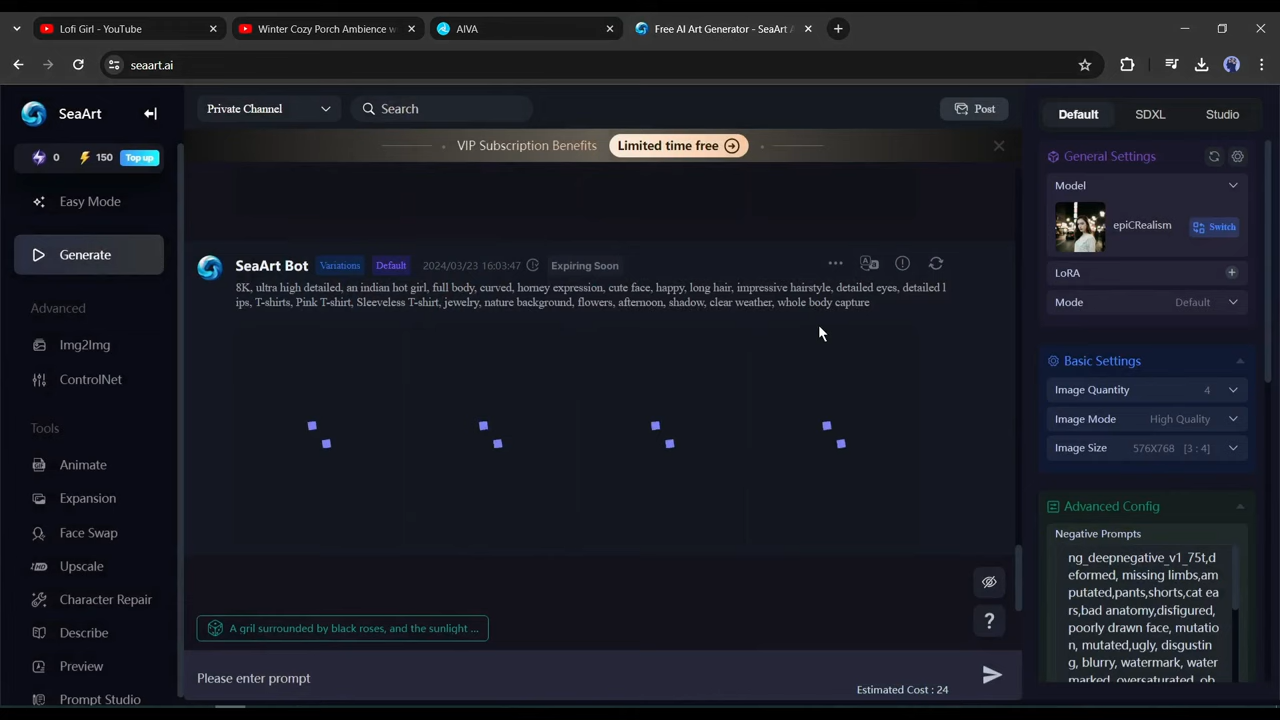 Lofi Girl - YouTube
Winter Cozy Porch Ambience w
AIVA
Free AI Art Generator - SeaArt A
seaart.ai
SeaArt
0
150
Top up
Easy Mode
Generate
Advanced
Img2Img
ControlNet
Tools
Animate
Expansion
Face Swap
Upscale
Character Repair
Describe
Preview
Prompt Studio
Private Channel
Search
Post
VIP Subscription Benefits
Limited time free
SeaArt Bot Variations Default 2024/03/23 16:03:47 Expiring Soon
8K, ultra high detailed, an indian hot girl, full body, curved, horney expression, cute face, happy, long hair, impressive hairstyle, detailed eyes, detailed l
ips, T-shirts, Pink T-shirt, Sleeveless T-shirt, jewelry, nature background, flowers, afternoon, shadow, clear weather, whole body capture
?
A qril surrounded by black roses, and the sunlight ...
Please enter prompt
Estimated Cost : 24
Default SDXL Studio
General Settings
Model
epiCRealism
Switch
LoRA
Mode Default
Basic Settings
Image Quantity 4
Image Mode High Quality
Image Size 576X768 [3 : 4]
Advanced Config
Negative Prompts
ng_deepnegative_v1_75t,d
eformed, missing limbs,am
putated,pants,shorts,cat ea
rs,bad anatomy,disfigured,
poorly drawn face, mutatio
n, mutated,ugly, disgustin
g, blurry, watermark, water
marked, oversaturated, ob